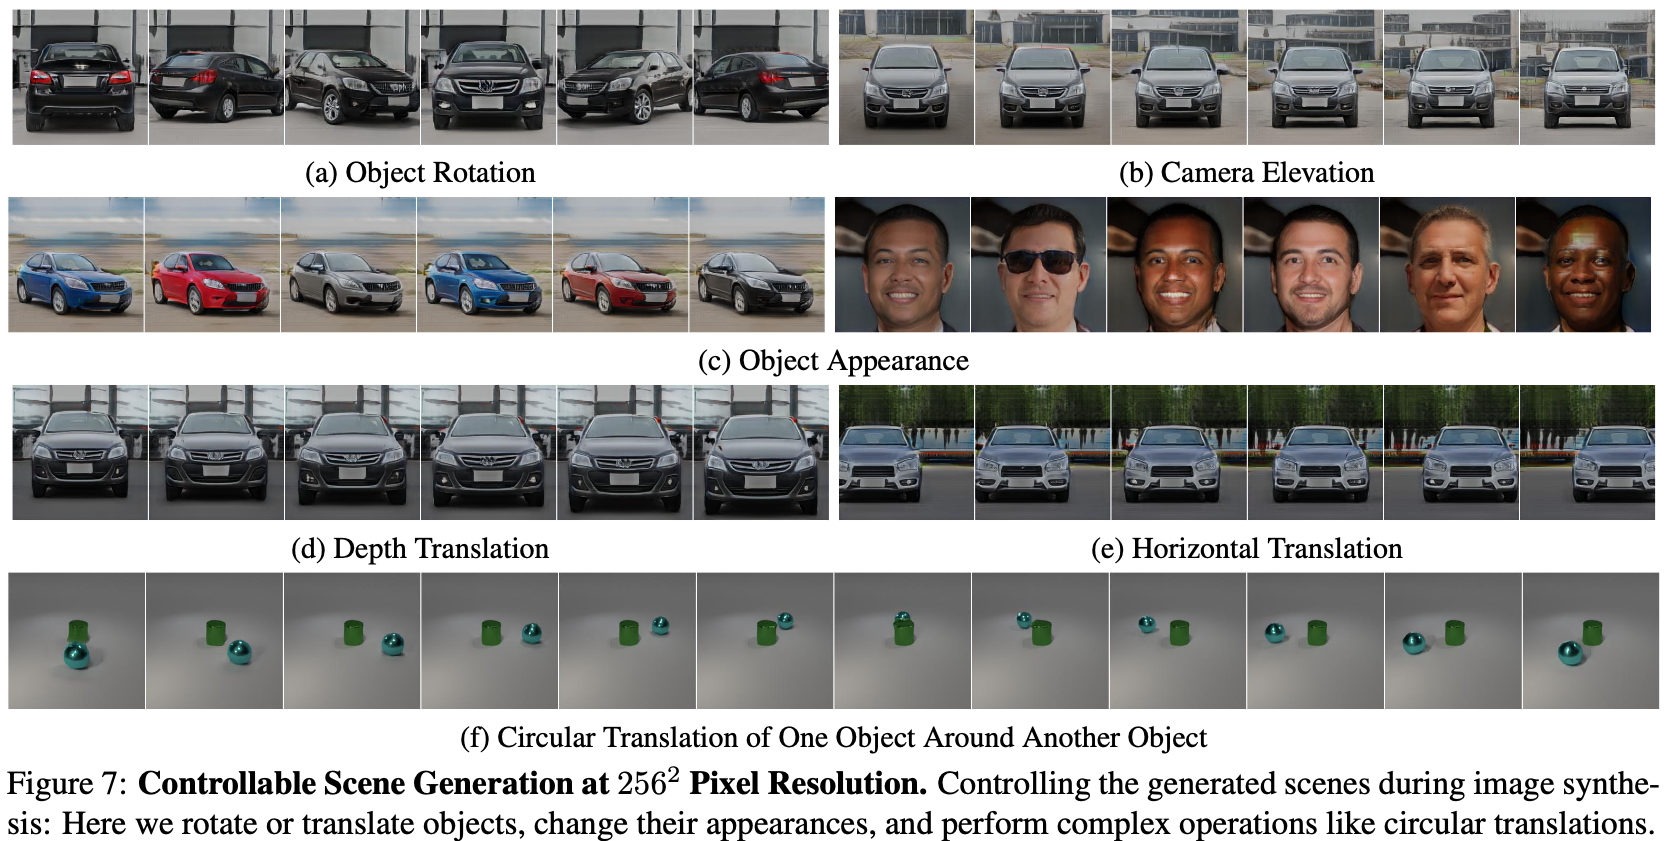 (a) Object Rotation
(b) Camera Elevation
(c) Object Appearance
(d) Depth Translation
(e) Horizontal Translation
(f) Circular Translation of One Object Around Another Object
Figure 7: Controllable Scene Generation at 256² Pixel Resolution. Controlling the generated scenes during image synthe-
sis: Here we rotate or translate objects, change their appearances, and perform complex operations like circular translations.